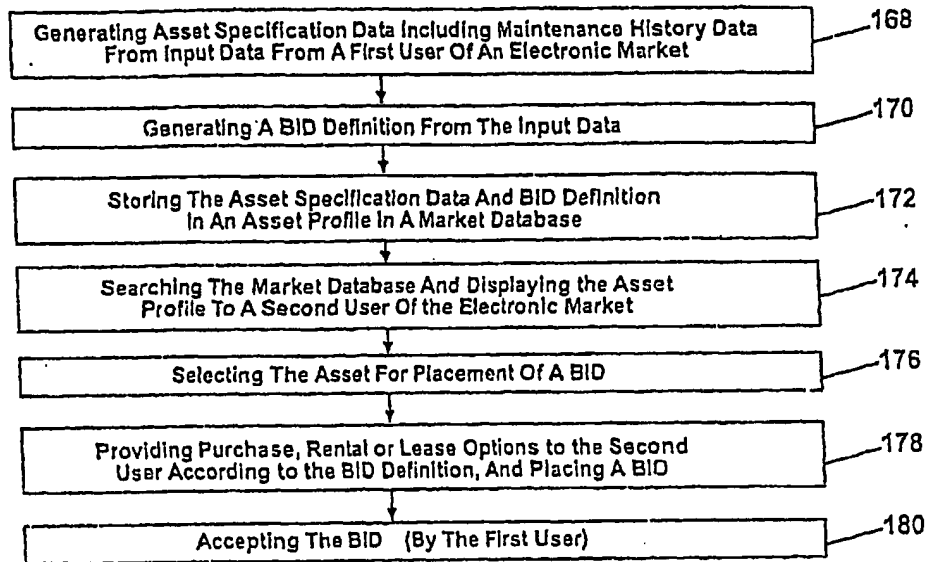 Generating Asset Specification Data Including Maintenance History Data
From Input Data From A First User Of An Electronic Market
168
Generating A BID Definition From The Input Data
170
Storing The Asset Specification Data And BID Definition
In An Asset Profile In A Market Database
172
Searching The Market Database And Displaying the Asset
Profile To A Second User Of the Electronic Market
174
Selecting The Asset For Placement Of A BID
176
Providing Purchase, Rental or Lease Options to the Second
User According to the BID Definition, And Placing A BID
178
Accepting The BID (By The First User)
180